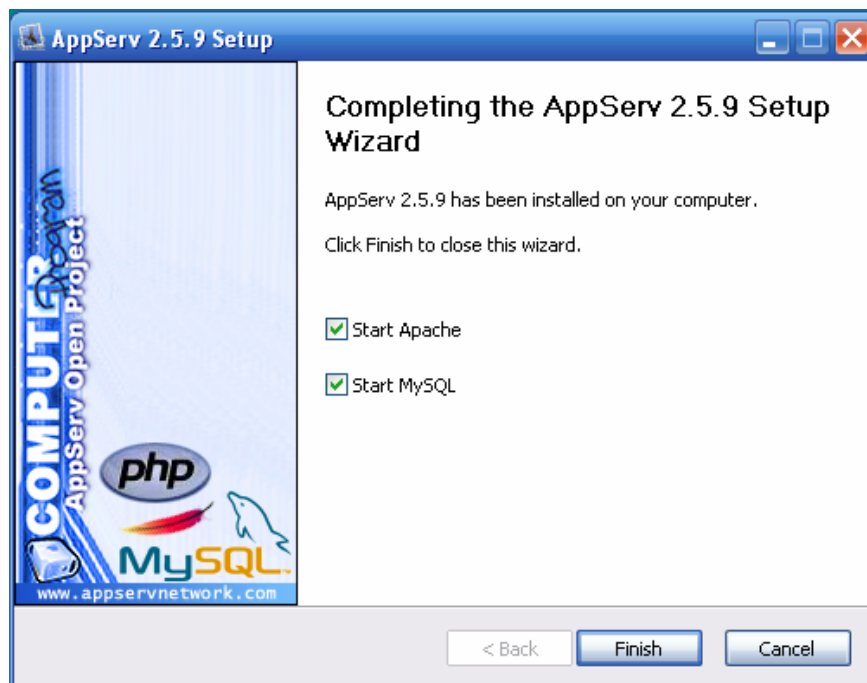 AppServ 2.5.9 Setup
Completing the AppServ 2.5.9 Setup
Wizard
AppServ 2.5.9 has been installed on your computer.
Click Finish to close this wizard.
Start Apache
Start MySQL
COMPUTER
Program
AppServ Open Project
php
MySQL
www.appservnetwork.com
< Back
Finish
Cancel